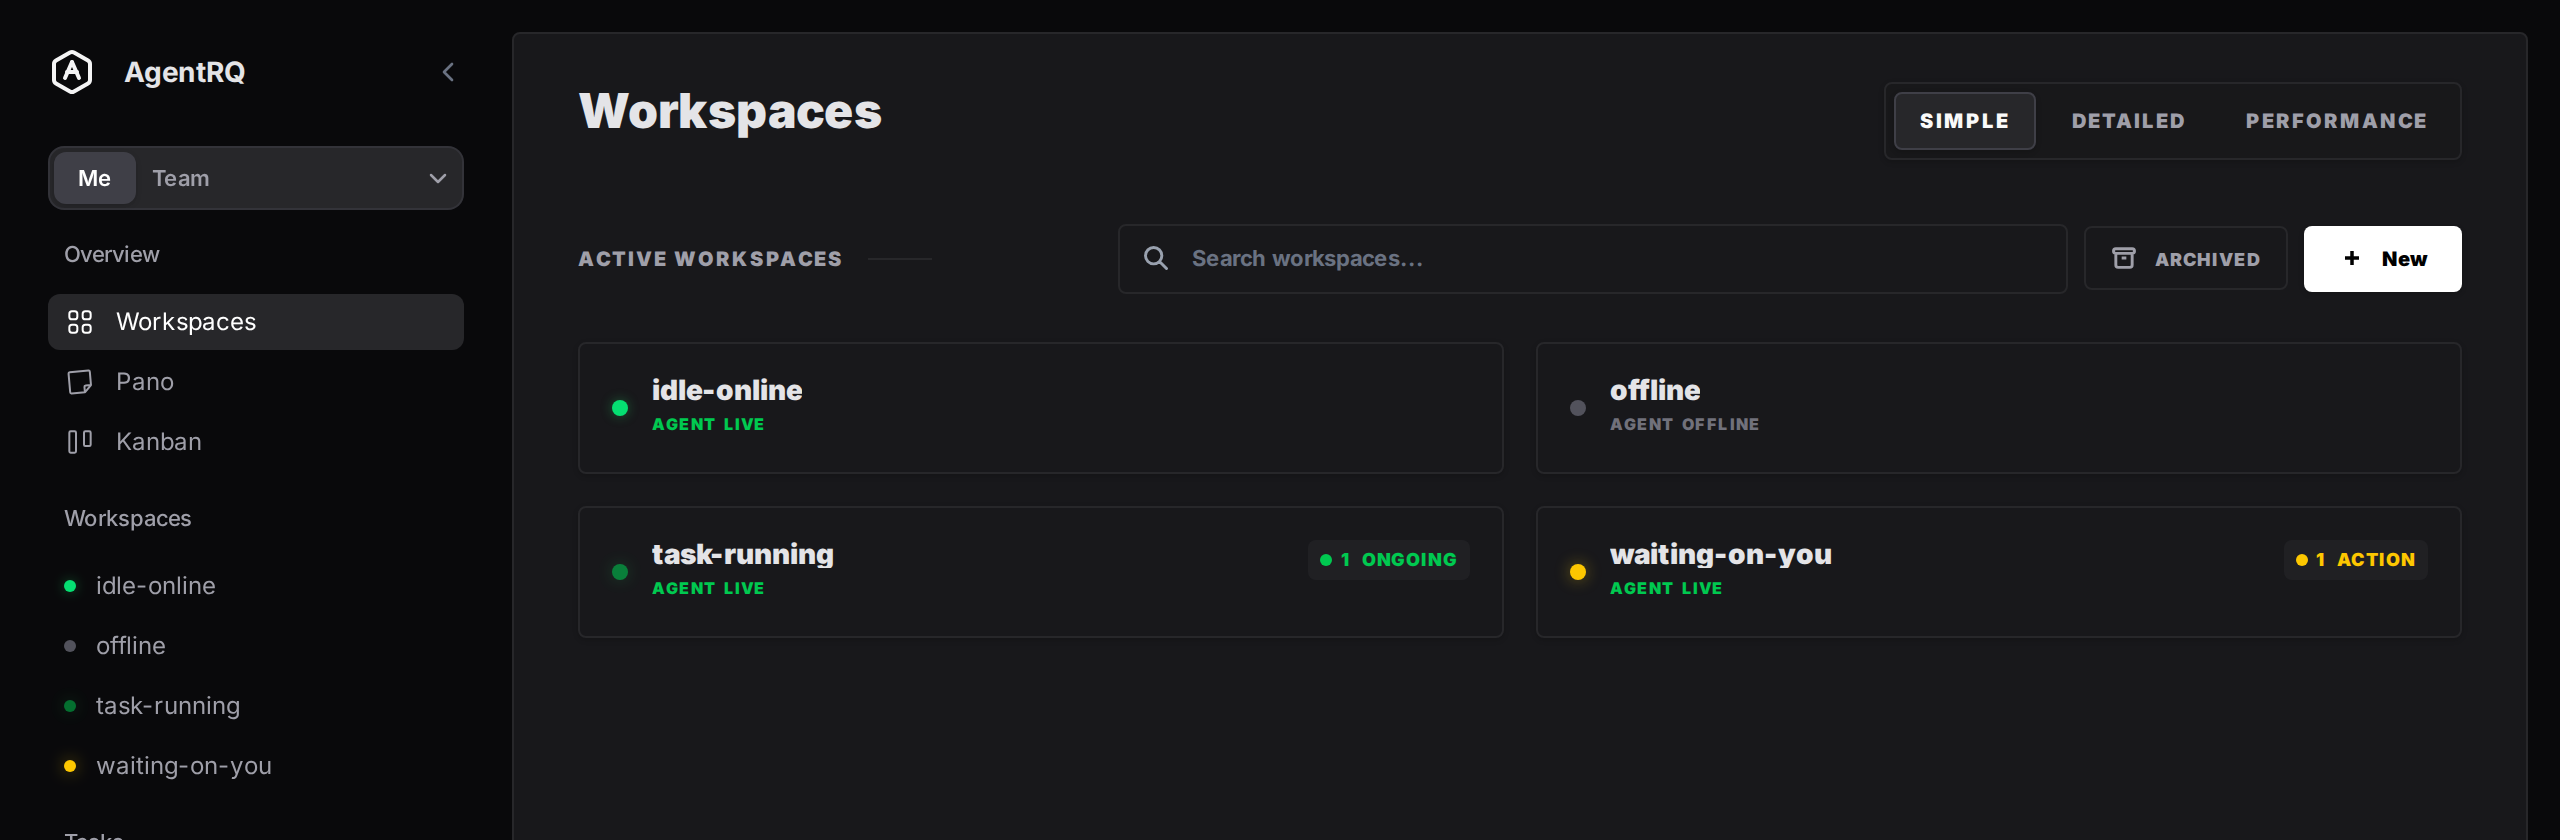 AgentRQ
Me Team
Overview
Workspaces
Pano
Kanban
Workspaces
idle-online
offline
task-running
waiting-on-you
Tasks
Workspaces
SIMPLE DETAILED PERFORMANCE
ACTIVE WORKSPACES
Search workspaces...
ARCHIVED
+ New
idle-online
AGENT LIVE
offline
AGENT OFFLINE
task-running
AGENT LIVE
1 ONGOING
waiting-on-you
AGENT LIVE
1 ACTION